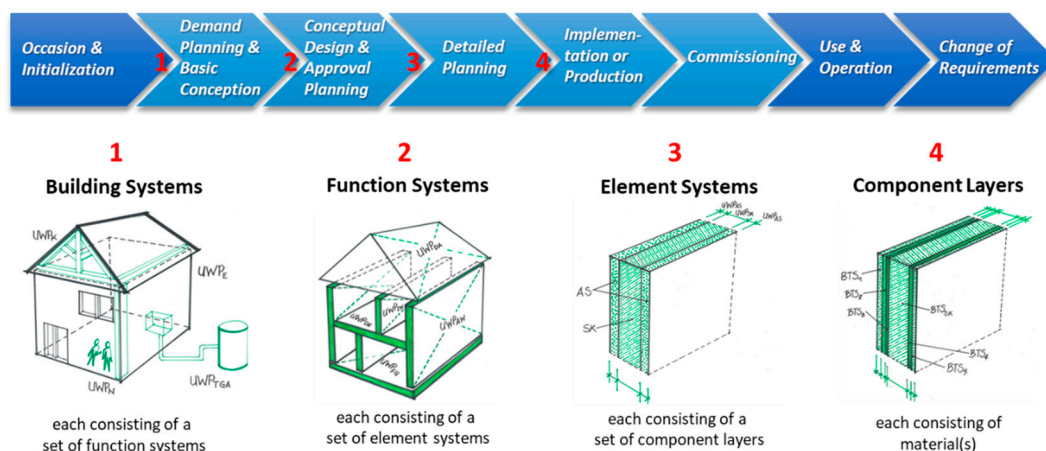 Occasion &
Initialization
1
Demand
Planning &
Basic
Conception
2
Conceptual
Design &
Approval
Planning
3
Detailed
Planning
4
Implemen-
tation or
Production
Commissioning
Use &
Operation
Change of
Requirements
1
Building Systems
UWPK
UWPE
UWPN
UWPTGA
each consisting of a
set of function systems
2
Function Systems
UWPDA
UWPAW
each consisting of a
set of element systems
3
Element Systems
UWPAS
UWPSK
UWPAS
AS
SK
each consisting of a
set of component layers
4
Component Layers
BTS1
BTS2
BTS3
BTSSK
BTS4
BTS5
each consisting of
material(s)